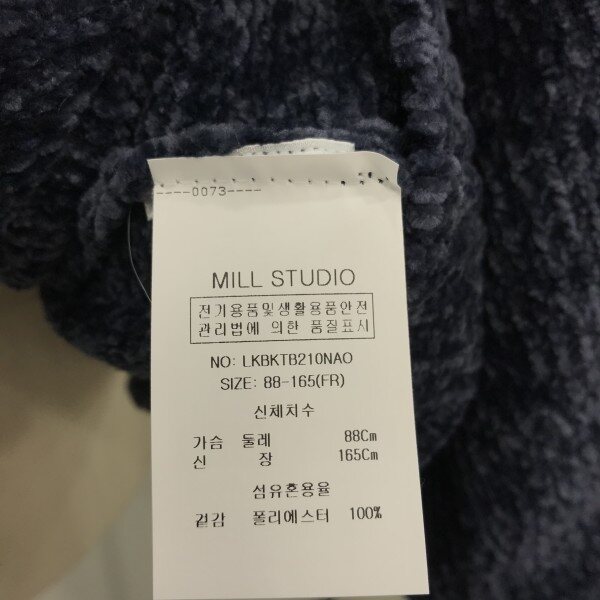 ----0073----
MILL STUDIO
전기용품및생활용품안전
관리법에 의한 품질표시
NO: LKBKTB210NAO
SIZE: 88-165(FR)
신체치수
가슴 둘레 88Cm
신 장 165Cm
섬유혼용율
겉감 폴리에스터 100%